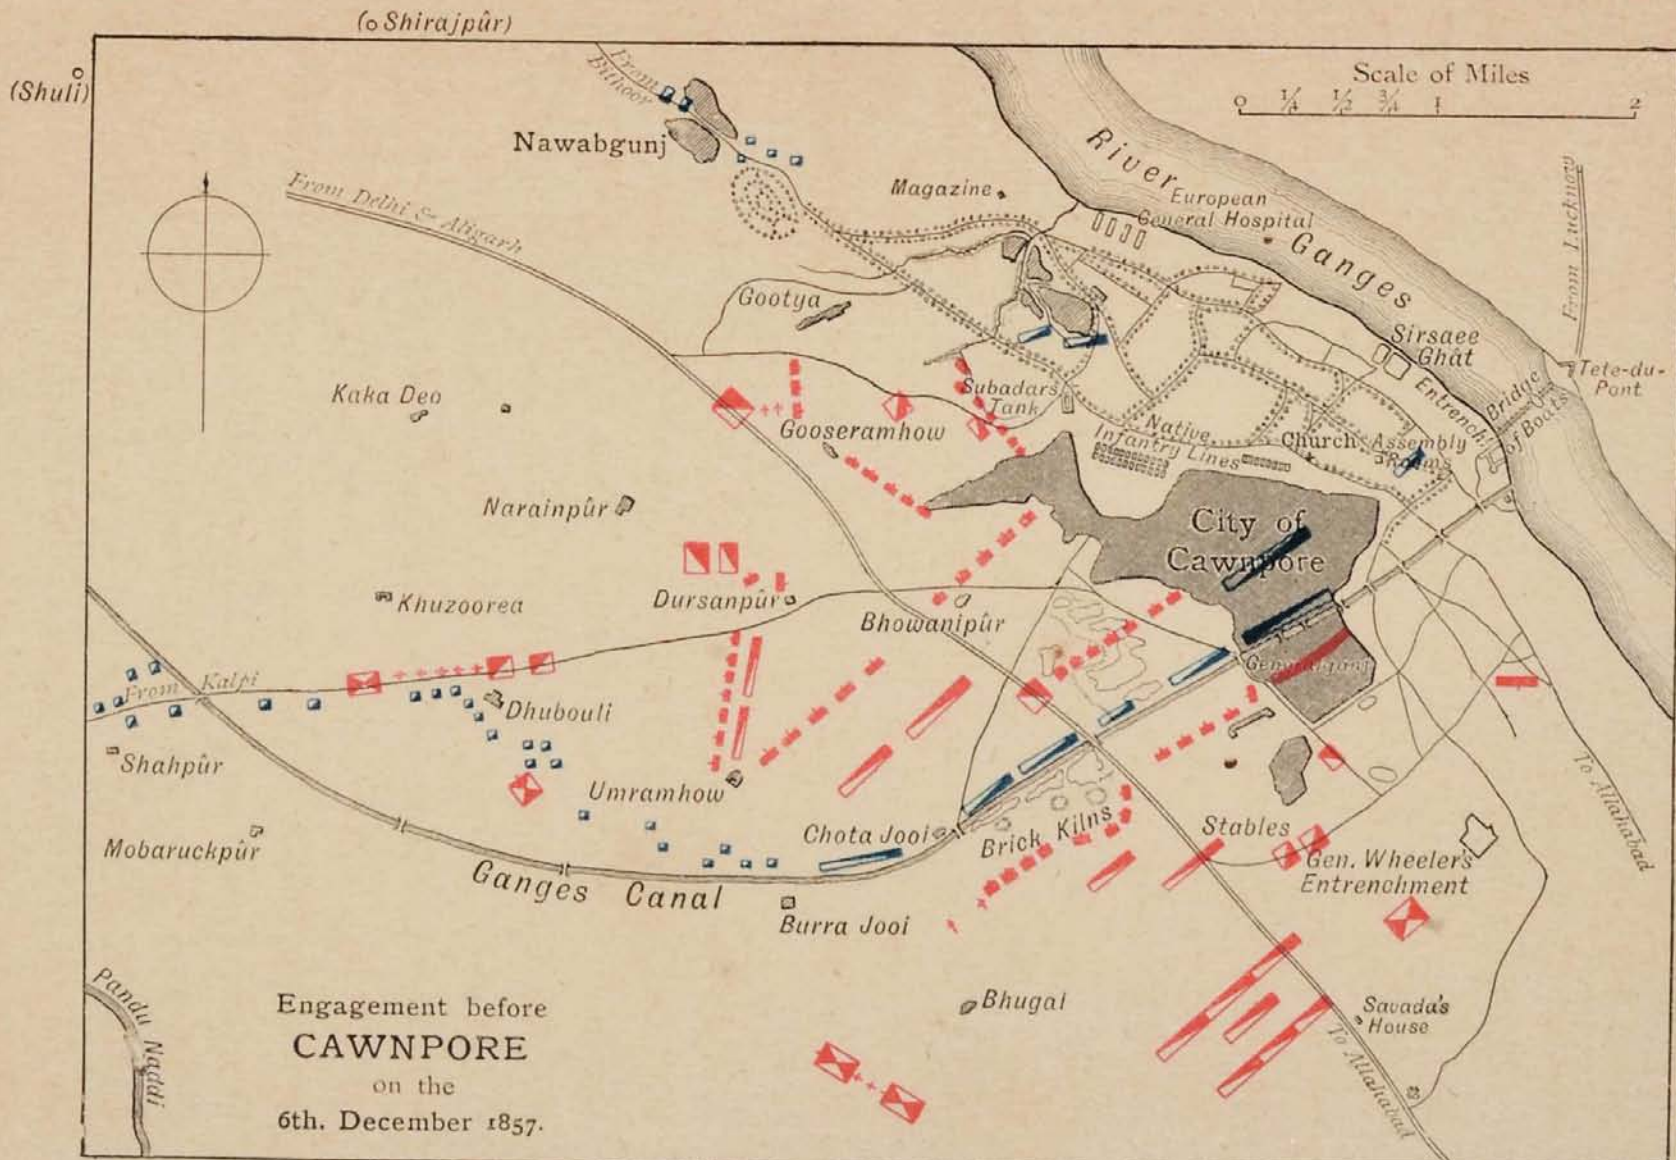 (o Shirajpûr)
(Shuli)
From
Bithoor
Scale of Miles
0 1/4 1/2 3/4 1 2
Nawabgunj
River
Ganges
Magazine
European
General Hospital
From Delhi & Aligarh
From Lucknow
Gootya
Sirsaee
Ghât
Tete-du-
Pont
Entrencht
Bridge
of Boats
Kaka Deo
Subadars
Tank
Gooseramhow
Native
Infantry Lines
Church
Assembly
Rooms
Narainpûr
City of
Cawnpore
Khuzoorea
Dursanpûr
Bhowanipûr
Generalganj
From Kalpi
Dhubouli
Shahpûr
Umramhow
To Allahabad
Mobaruckpûr
Chota Jooi
Brick Kilns
Stables
Gen. Wheeler's
Entrenchment
Ganges Canal
Burra Jooi
Pandu Naddi
Bhugai
Savada's
House
To Allahabad
Engagement before
CAWNPORE
on the
6th. December 1857.